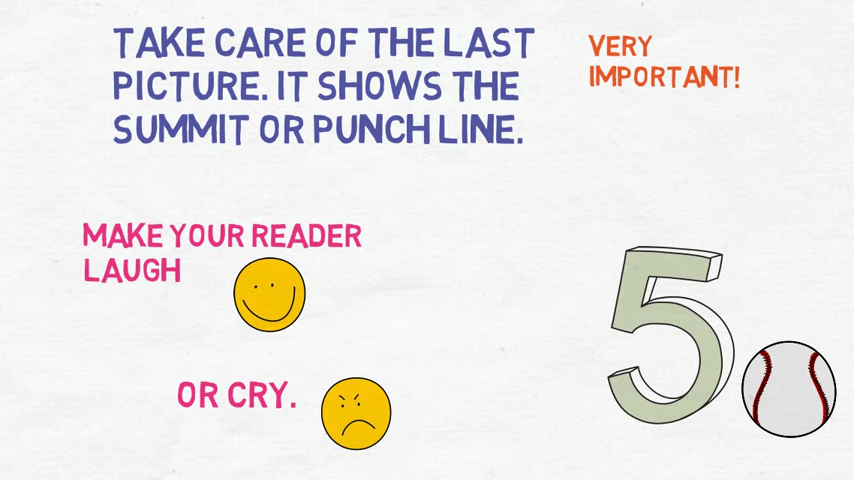 TAKE CARE OF THE LAST
PICTURE. IT SHOWS THE
SUMMIT OR PUNCH LINE.
VERY
IMPORTANT!
MAKE YOUR READER
LAUGH
OR CRY.
5